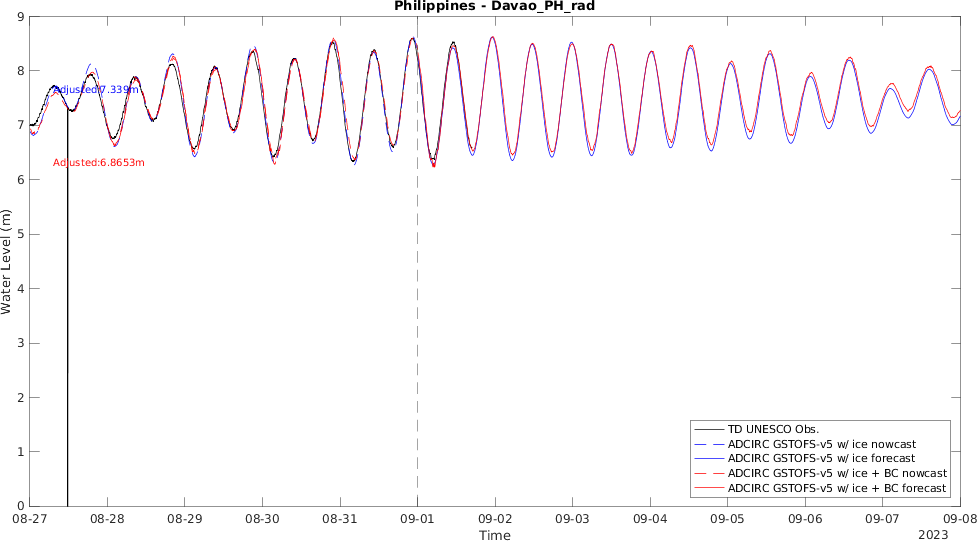 Philippines - Davao_PH_rad
9
8
7
6
5
4
3
2
1
0
Water Level (m)
Adjusted:7.339m
Adjusted:6.8653m
TD UNESCO Obs.
ADCIRC GSTOFS-v5 w/ ice nowcast
ADCIRC GSTOFS-v5 w/ ice forecast
ADCIRC GSTOFS-v5 w/ ice + BC nowcast
ADCIRC GSTOFS-v5 w/ ice + BC forecast
08-27 08-28 08-29 08-30 08-31 09-01 09-02 09-03 09-04 09-05 09-06 09-07 09-08
Time
2023